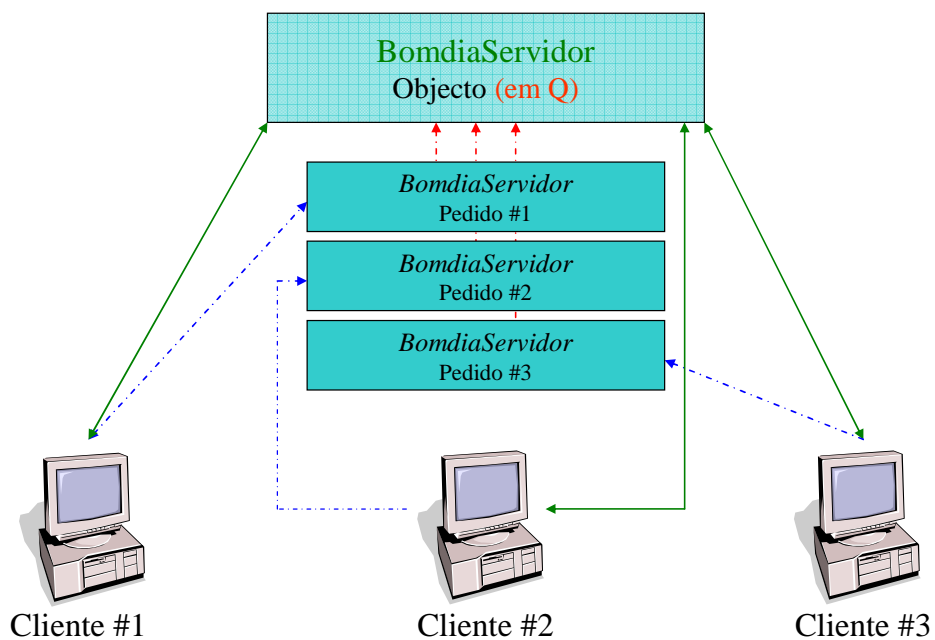 BomdiaServidor
Objecto (em Q)
BomdiaServidor
Pedido #1
BomdiaServidor
Pedido #2
BomdiaServidor
Pedido #3
Cliente #1
Cliente #2
Cliente #3